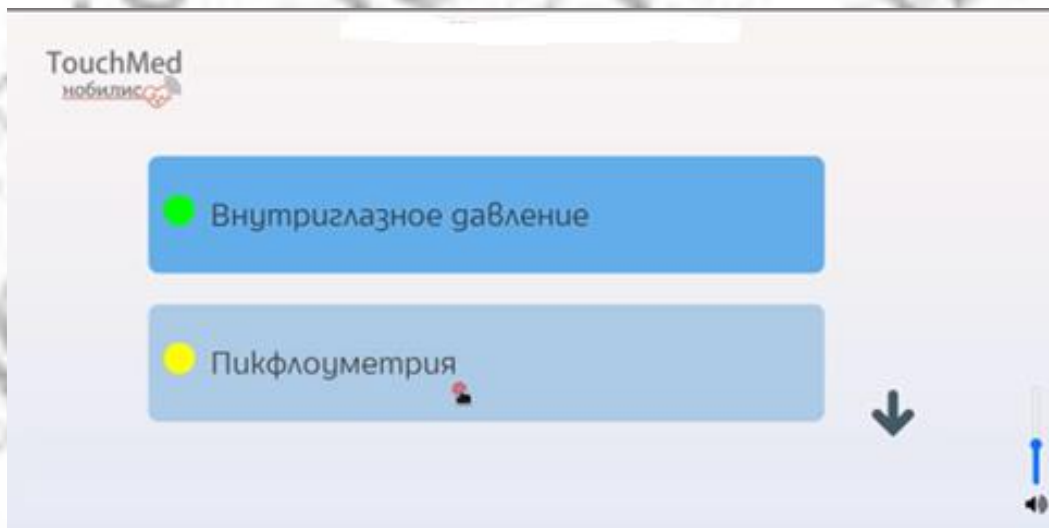 TouchMed
нобилис
Внутриглазное давление
Пикфлоуметрия